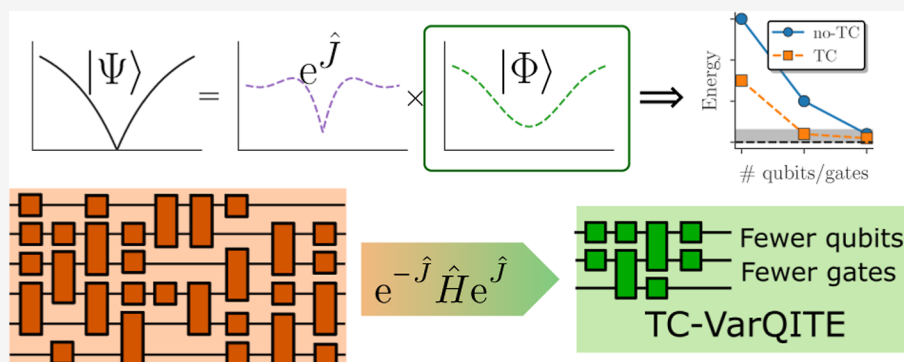 |Ψ⟩ = e^Ĵ × |Φ⟩ ⇒
Energy
no-TC
TC
# qubits/gates
e^{-Ĵ} Ĥ e^{Ĵ}
Fewer qubits
Fewer gates
TC-VarQITE